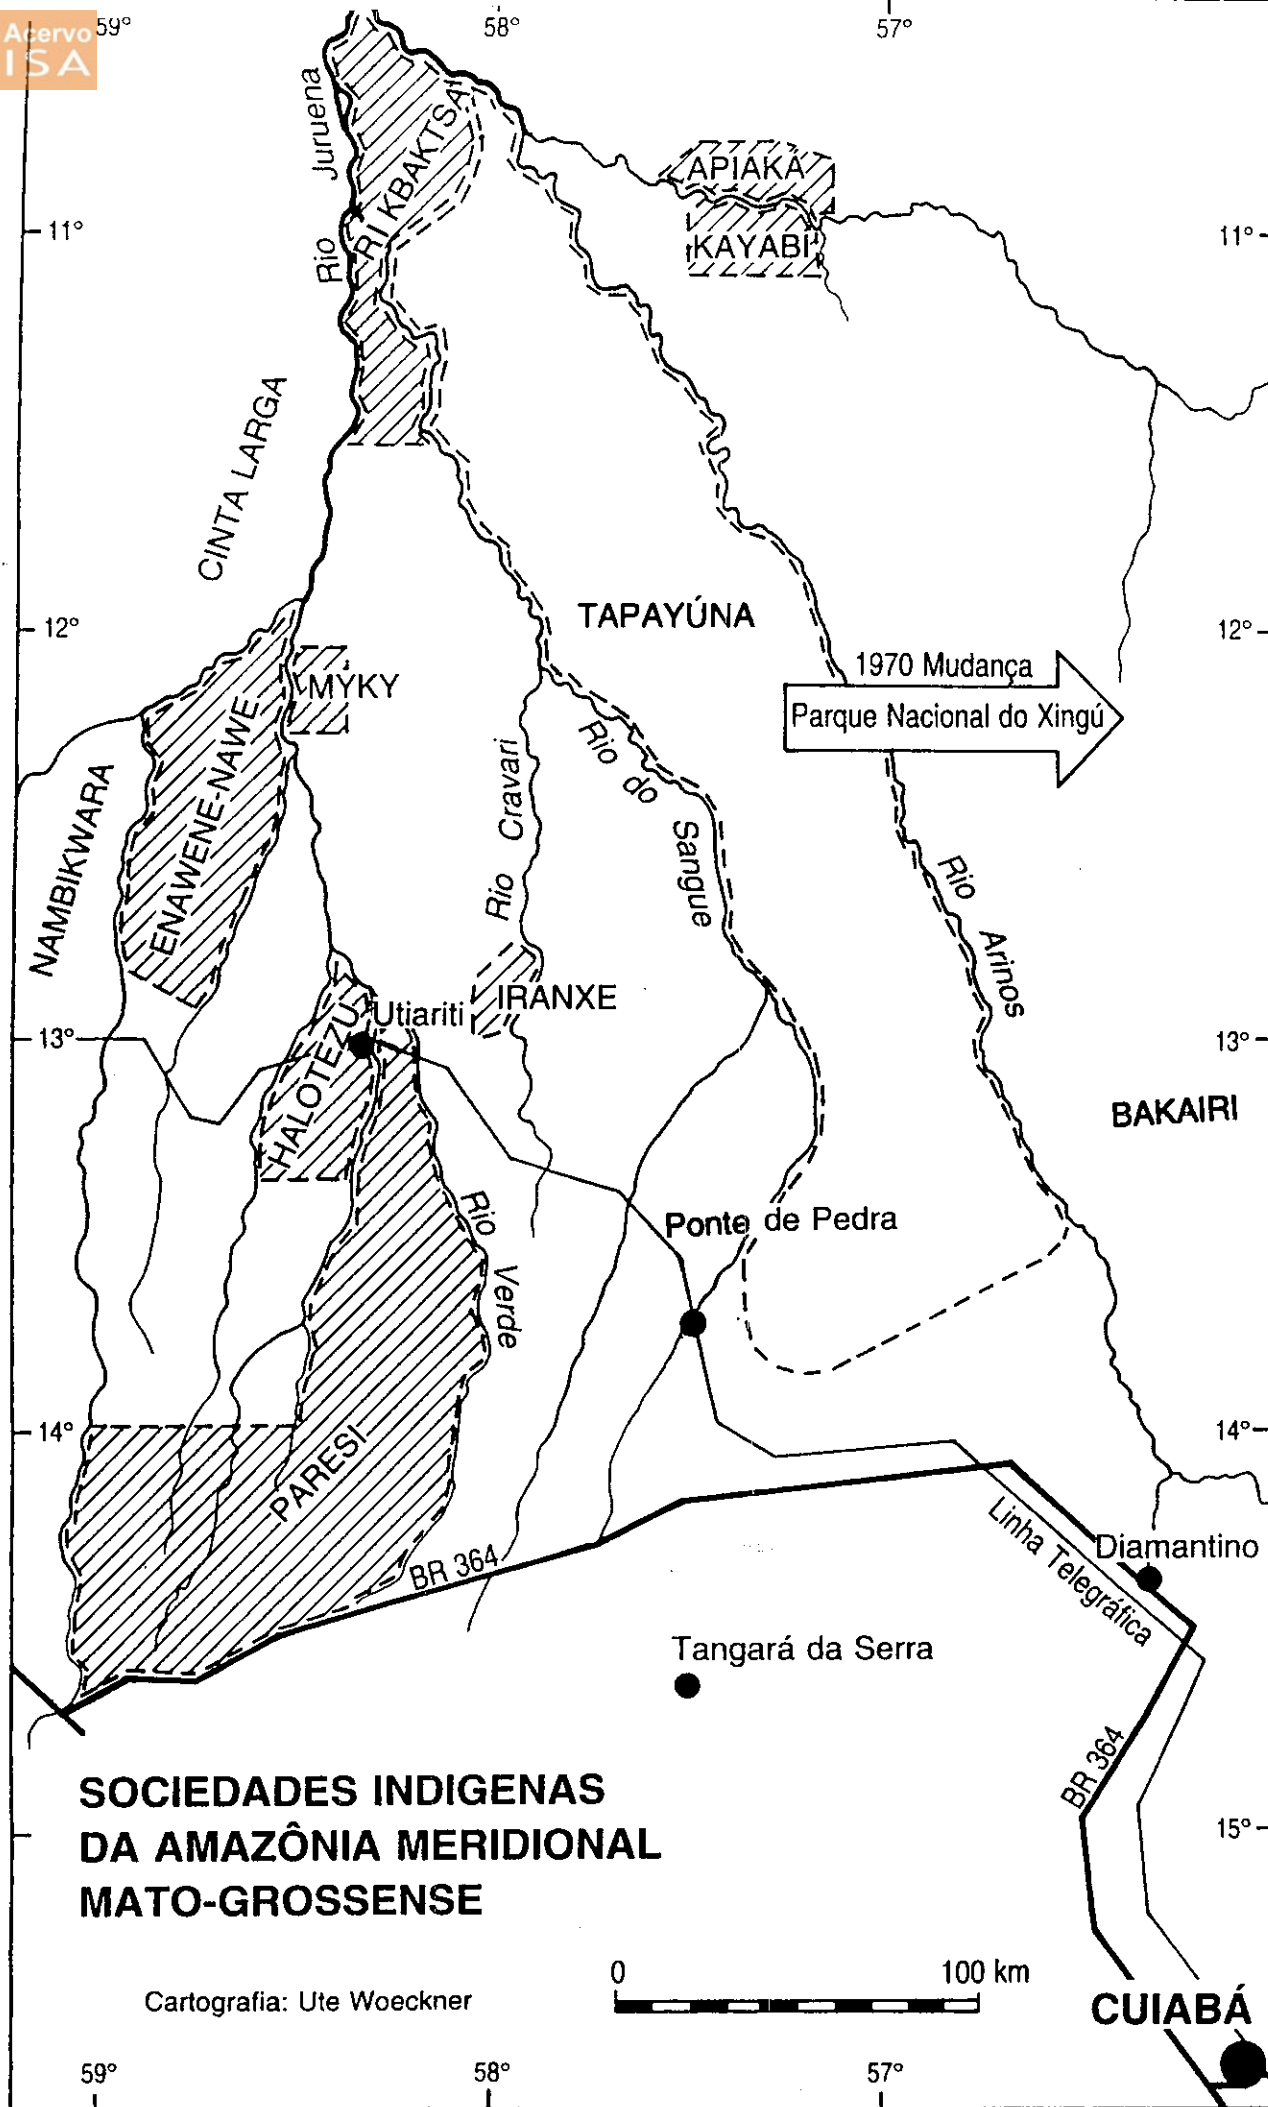 Acervo
ISA
59°
58°
57°
Rio Juruena
RIKBAKTSA
APIAKÁ
KAYABÍ
11°
11°
CINTA LARGA
TAPAYÚNA
12°
12°
1970 Mudança
Parque Nacional do Xingú
MYKY
ENAWENE-NAWE
NAMBIKWARA
Rio Cravari
Rio do Sangue
Rio Arinos
IRANXE
Utiariti
HALOTEZU
13°
13°
BAKAIRI
Rio Verde
Ponte de Pedra
14°
14°
PARESI
BR 364
Linha Telegráfica
Diamantino
Tangará da Serra
BR 364
SOCIEDADES INDIGENAS
DA AMAZÔNIA MERIDIONAL
MATO-GROSSENSE
15°
0 100 km
Cartografia: Ute Woeckner
CUIABÁ
59°
58°
57°